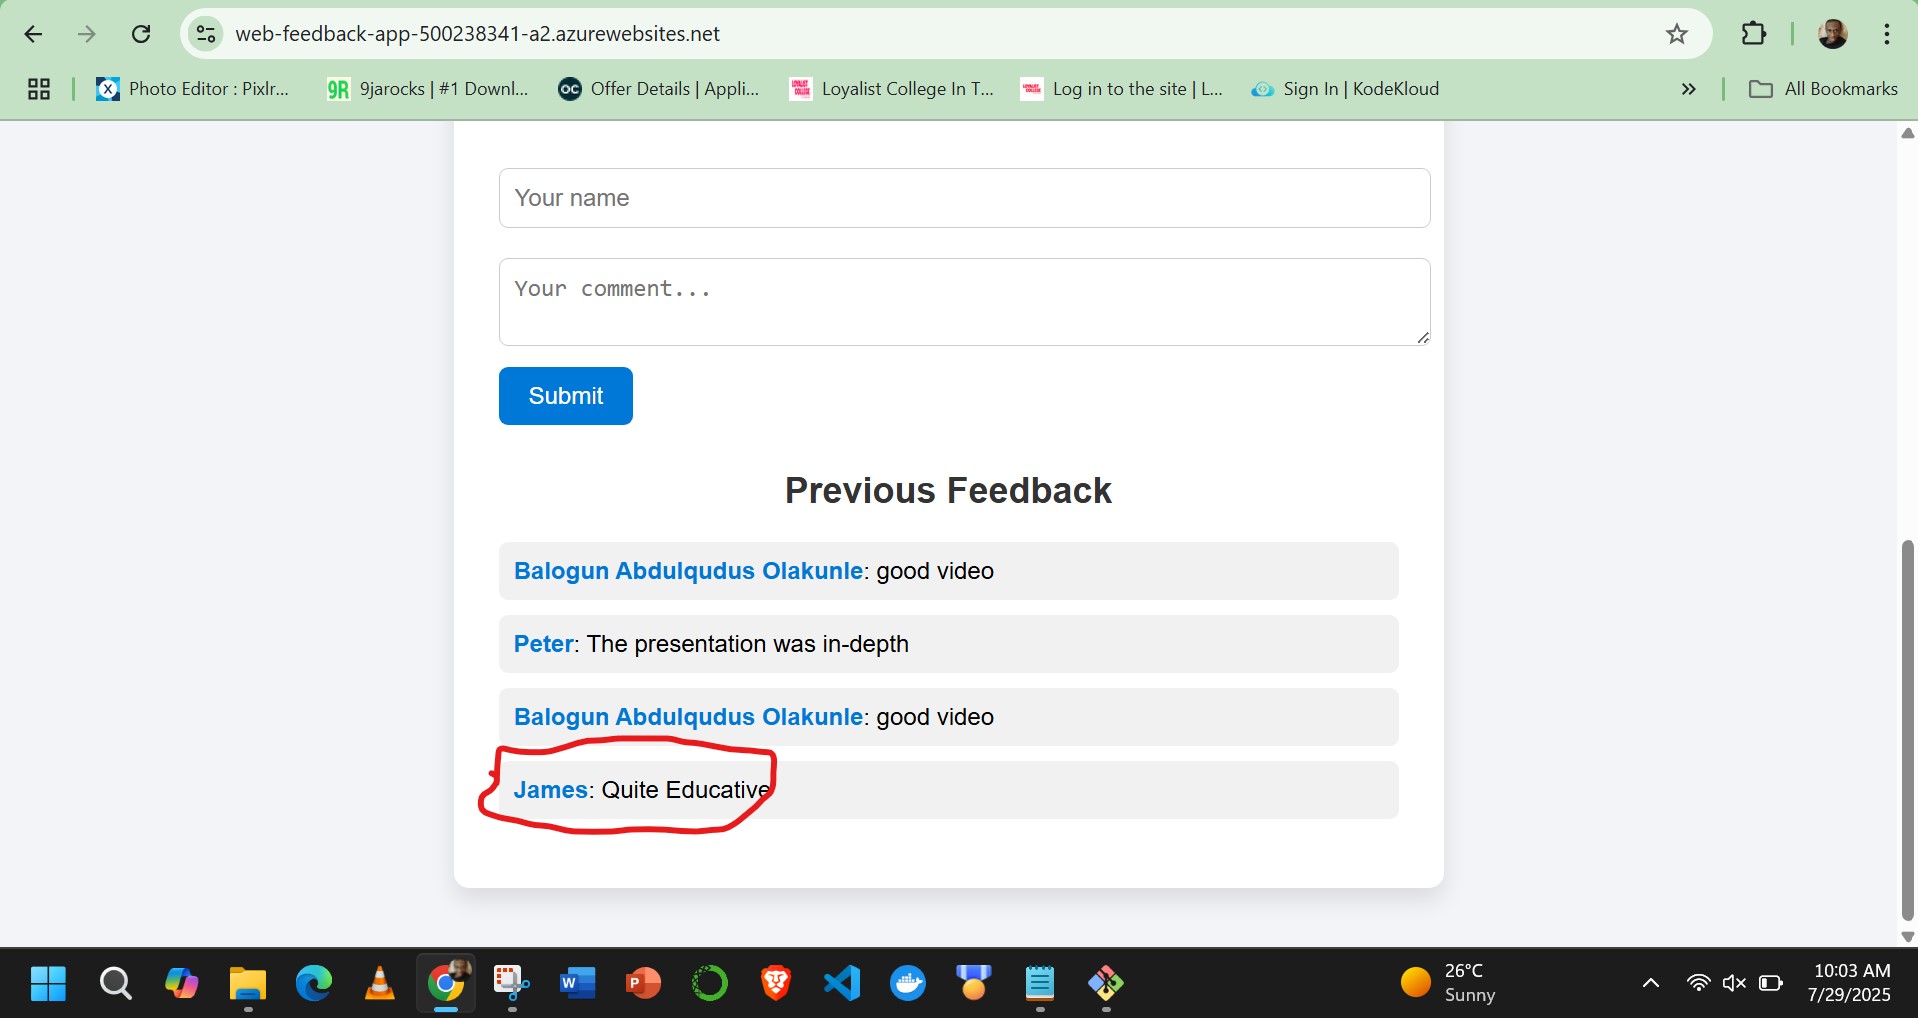 web-feedback-app-500238341-a2.azurewebsites.net
Photo Editor : Pixlr...
9jarocks | #1 Downl...
Offer Details | Appli...
Loyalist College In T...
Log in to the site | L...
Sign In | KodeKloud
All Bookmarks
Your name
Your comment...
Submit
Previous Feedback
Balogun Abdulqudus Olakunle: good video
Peter: The presentation was in-depth
Balogun Abdulqudus Olakunle: good video
James: Quite Educative
26°C
Sunny
10:03 AM
7/29/2025